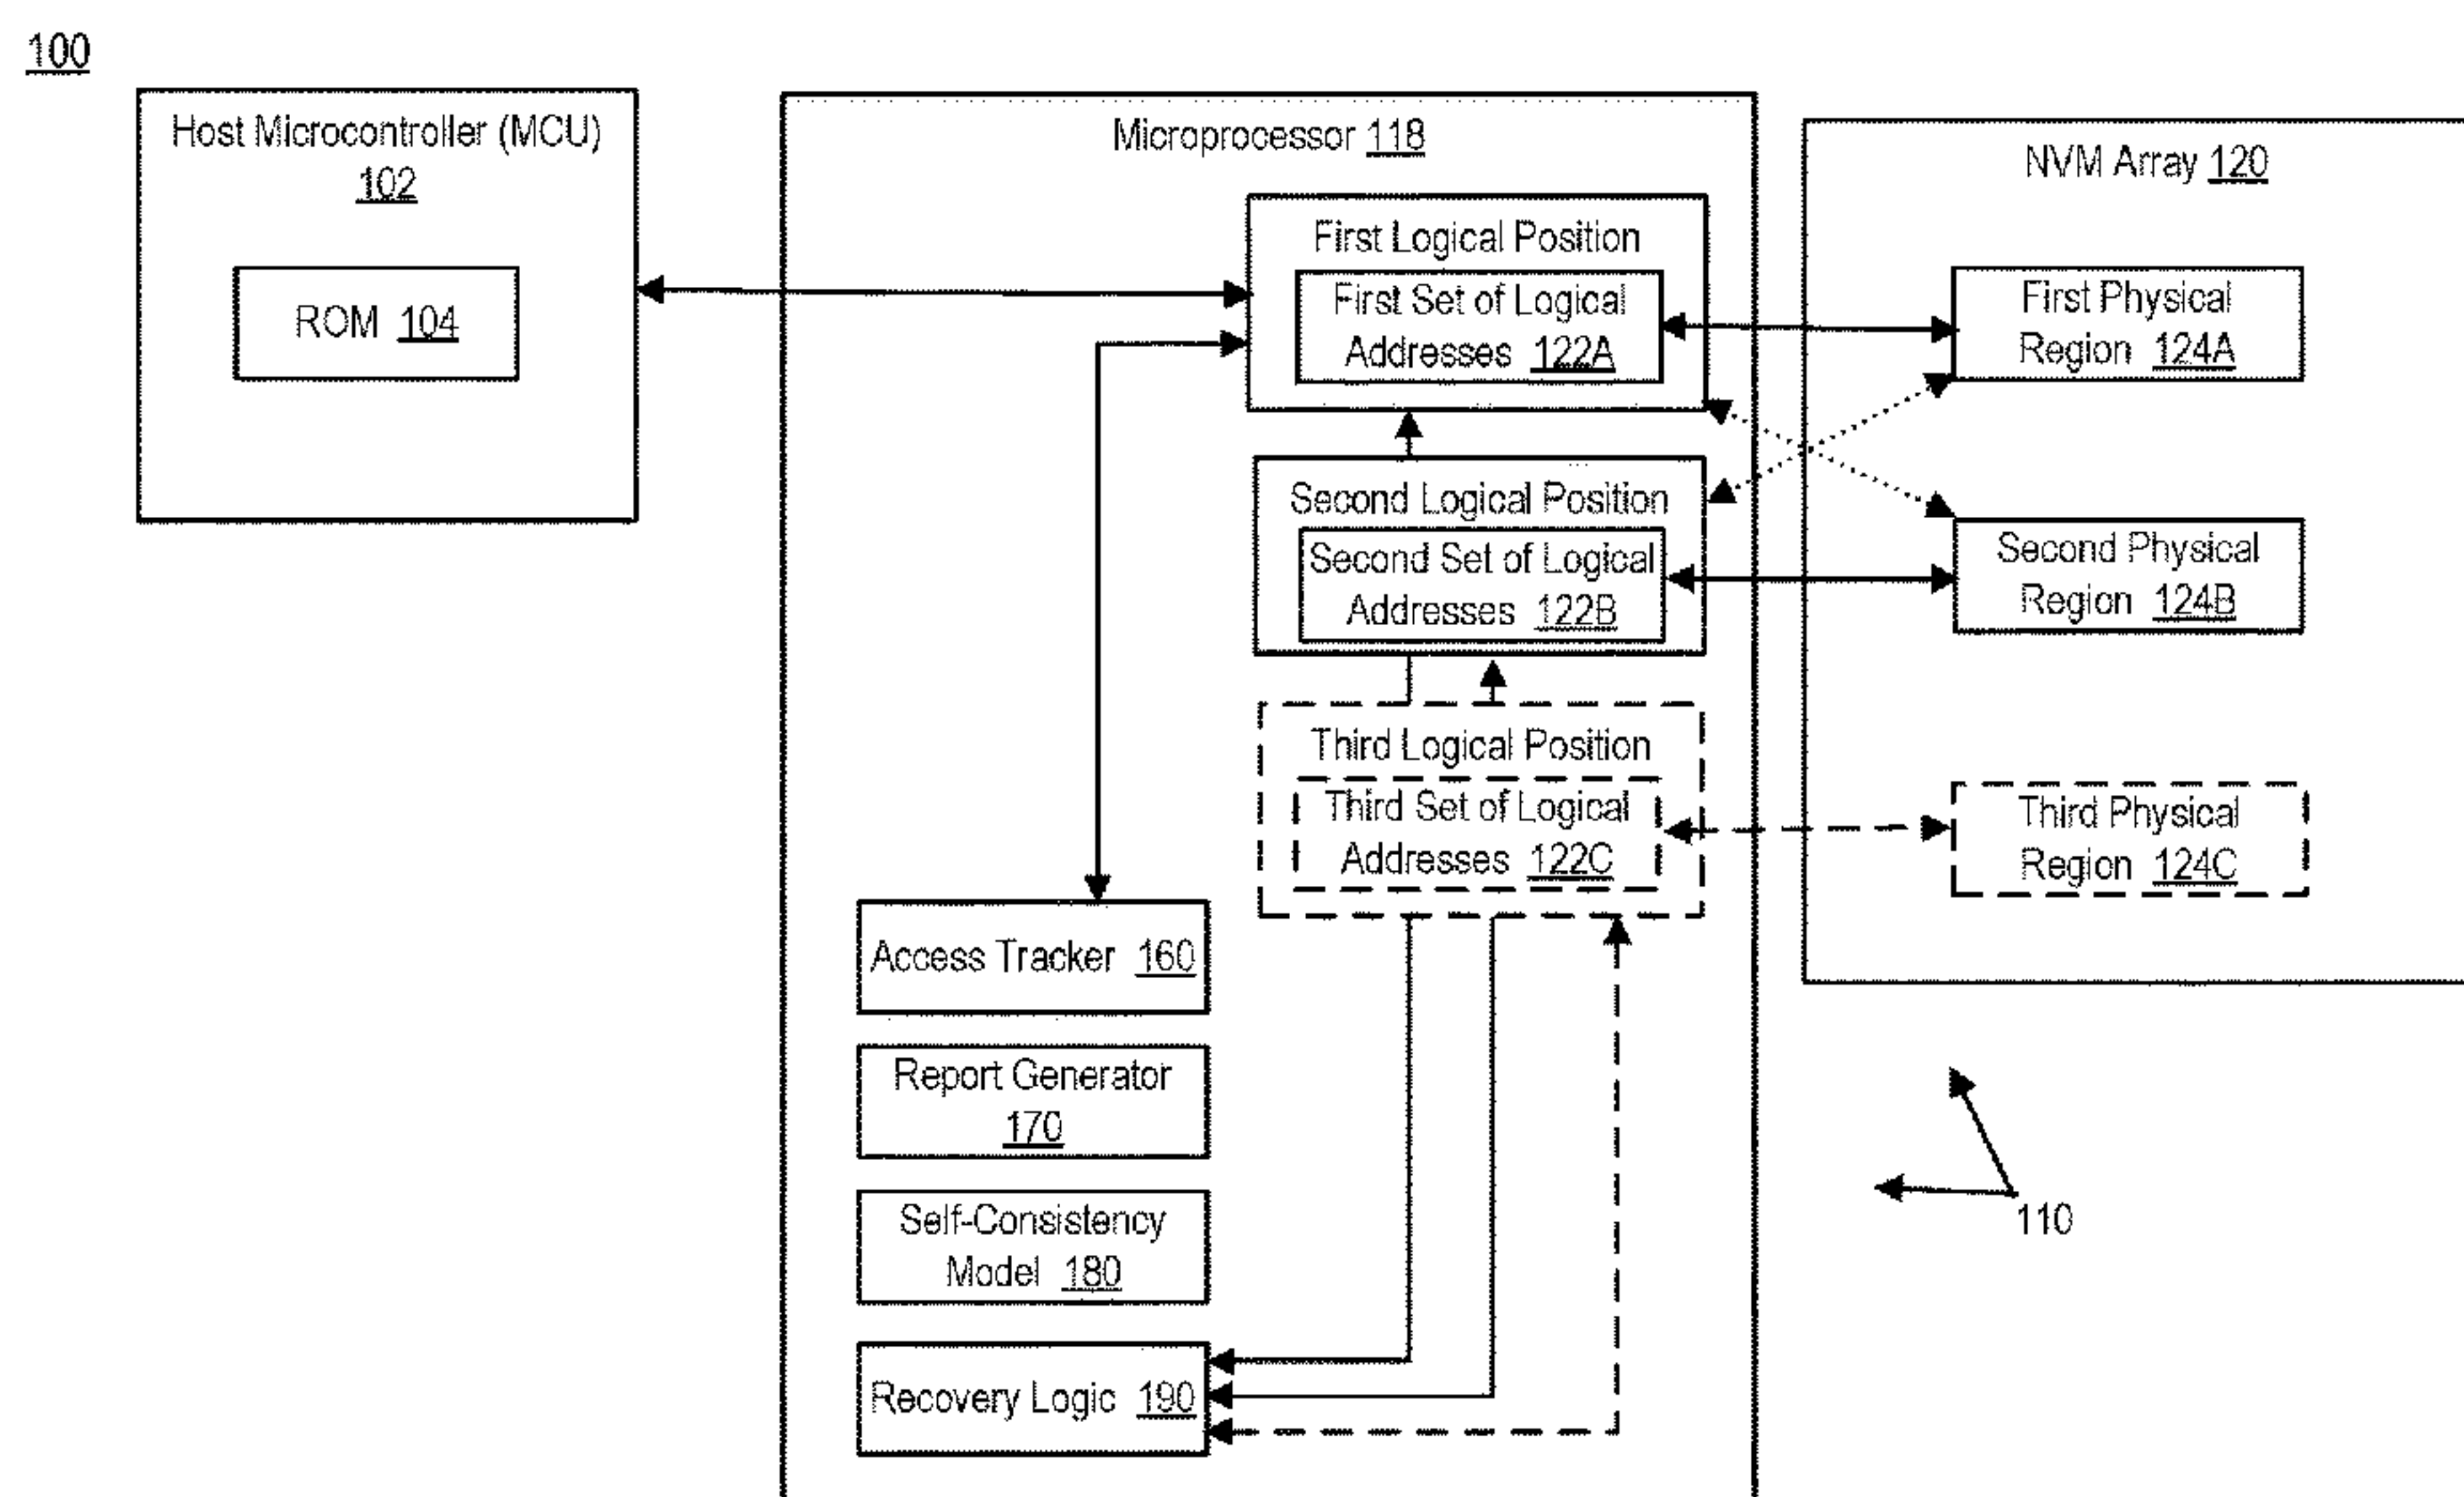 100
Host Microcontroller (MCU)
102
ROM 104
Microprocessor 118
First Logical Position
First Set of Logical
Addresses 122A
Second Logical Position
Second Set of Logical
Addresses 122B
Third Logical Position
Third Set of Logical
Addresses 122C
Access Tracker 160
Report Generator
170
Self-Consistency
Model 180
Recovery Logic 190
NVM Array 120
First Physical
Region 124A
Second Physical
Region 124B
Third Physical
Region 124C
110